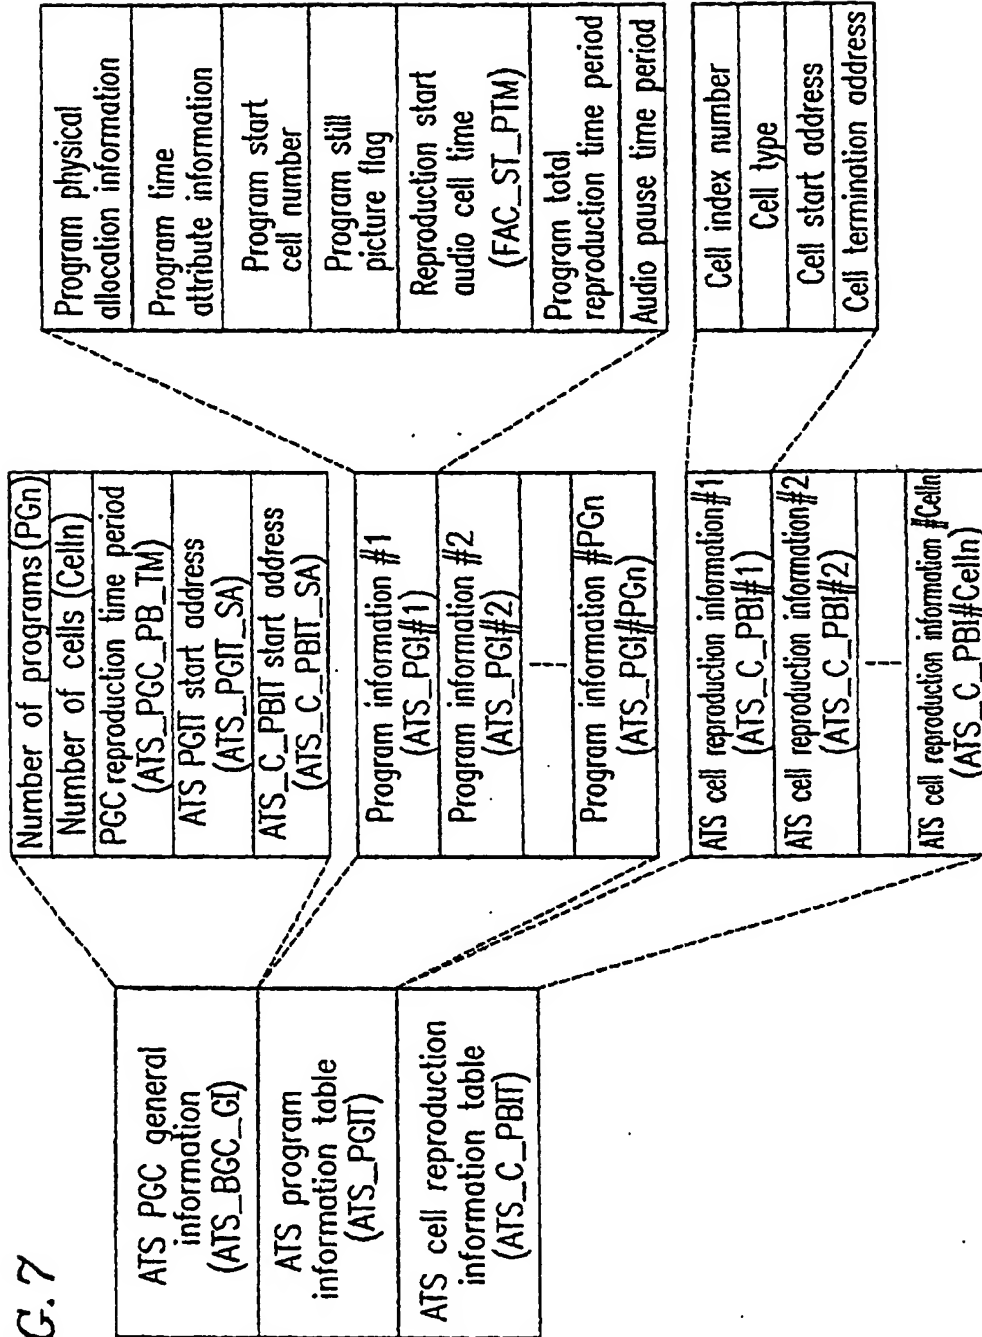 G. 7
ATS PGC general
information
(ATS_BGC_GI)
ATS program
information table
(ATS_PGIT)
ATS cell reproduction
information table
(ATS_C_PBIT)
Number of programs (PGn)
Number of cells (Celln)
PGC reproduction time period
(ATS_PGC_PB_TM)
ATS PGIT start address
(ATS_PGIT_SA)
ATS_C_PBIT start address
(ATS_C_PBIT_SA)
Program information #1
(ATS_PGI#1)
Program information #2
(ATS_PGI#2)
Program information #PGn
(ATS_PGI#PGn)
ATS cell reproduction information#1
(ATS_C_PBI#1)
ATS cell reproduction information#2
(ATS_C_PBI#2)
ATS cell reproduction information #Celln
(ATS_C_PBI#Celln)
Program physical
allocation information
Program time
attribute information
Program start
cell number
Program still
picture flag
Reproduction start
audio cell time
(FAC_ST_PTM)
Program total
reproduction time period
Audio pause time period
Cell index number
Cell type
Cell start address
Cell termination address